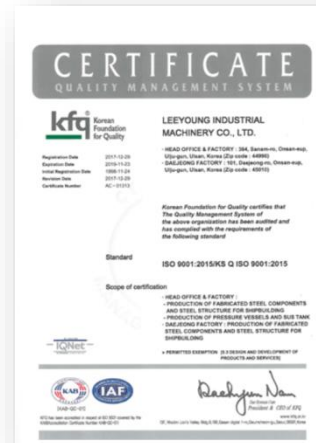 CERTIFICATE
QUALITY MANAGEMENT SYSTEM
kfq Korean Foundation for Quality
LEEYOUNG INDUSTRIAL
MACHINERY CO., LTD.
- HEAD OFFICE & FACTORY : 364, Sanam-ro, Onsan-eup,
Ulju-gun, Ulsan, Korea (Zip code : 44990)
- DAEJEONG FACTORY : 101, Daejeong-ro, Onsan-eup,
Ulju-gun, Ulsan, Korea (Zip code : 45010)
Registration Date 2017-12-29
Expiration Date 2019-11-23
Initial Registration Date 1998-11-24
Revision Date 2017-12-29
Certificate Number AC - 01313
Korean Foundation for Quality certifies that
The Quality Management System of
the above organization has been audited and
has complied with the requirements of
the following standard
Standard
ISO 9001:2015/KS Q ISO 9001:2015
Scope of certification
- HEAD OFFICE & FACTORY :
- PRODUCTION OF FABRICATED STEEL COMPONENTS
AND STEEL STRUCTURE FOR SHIPBUILDING
- PRODUCTION OF PRESSURE VESSELS AND SUS TANK
- DAEJEONG FACTORY : PRODUCTION OF FABRICATED
STEEL COMPONENTS AND STEEL STRUCTURE FOR
SHIPBUILDING
PERMITTED EXEMPTION (8.3 DESIGN AND DEVELOPMENT OF
PRODUCTS AND SERVICES)
IQNet
KAB
IAF
President & CEO of KFQ